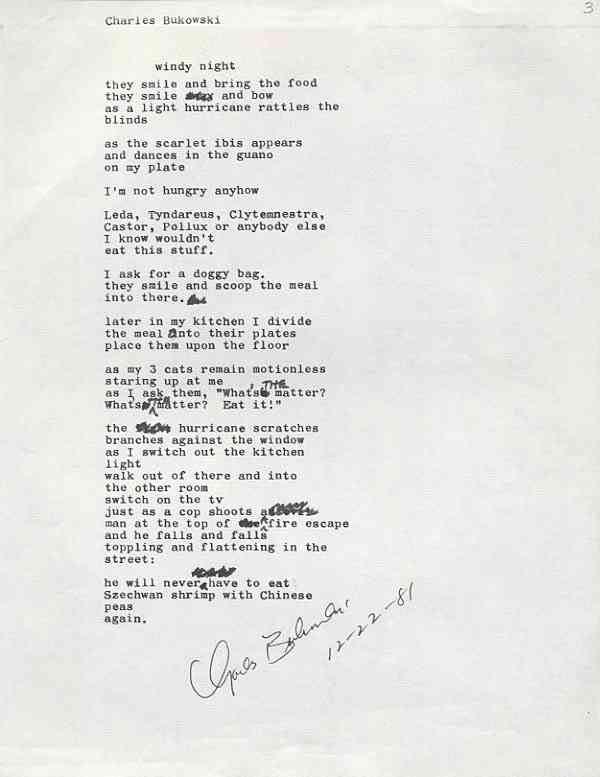 3
Charles Bukowski
windy night
they smile and bring the food
they smile and bow
as a light hurricane rattles the
blinds
as the scarlet ibis appears
and dances in the guano
on my plate
I'm not hungry anyhow
Leda, Tyndareus, Clytemnestra,
Castor, Pollux or anybody else
I know wouldn't
eat this stuff.
I ask for a doggy bag.
they smile and scoop the meal
into there.
later in my kitchen I divide
the meal into their plates
place them upon the floor
as my 3 cats remain motionless
staring up at me
as I ask them, "What's THE matter?
What's THE matter? Eat it!"
the hurricane scratches
branches against the window
as I switch out the kitchen
light
walk out of there and into
the other room
switch on the tv
just as a cop shoots a
man at the top of fire escape
and he falls and falls
toppling and flattening in the
street:
he will never have to eat
Szechwan shrimp with Chinese
peas
again.
Charles Bukowski
12-22-81